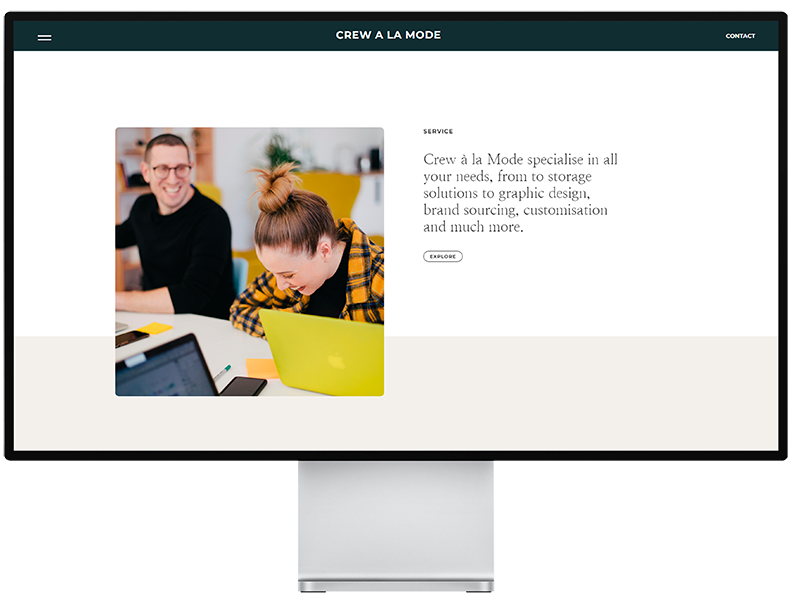 CREW A LA MODE
CONTACT
SERVICE
Crew à la Mode specialise in all
your needs, from to storage
solutions to graphic design,
brand sourcing, customisation
and much more.
EXPLORE